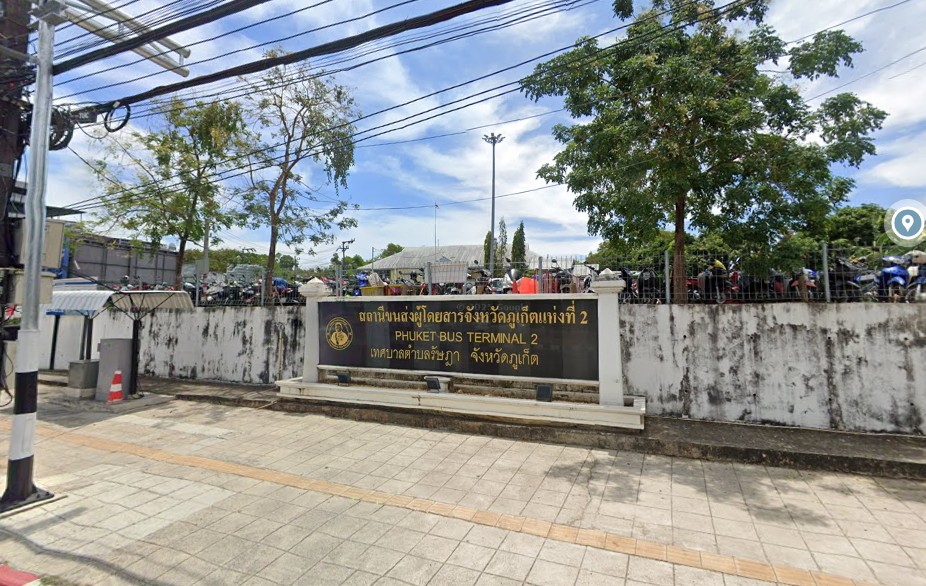 สถานีขนส่งผู้โดยสารจังหวัดภูเก็ตแห่งที่ 2
PHUKET BUS TERMINAL 2
เทศบาลตำบลรัษฎา จังหวัดภูเก็ต